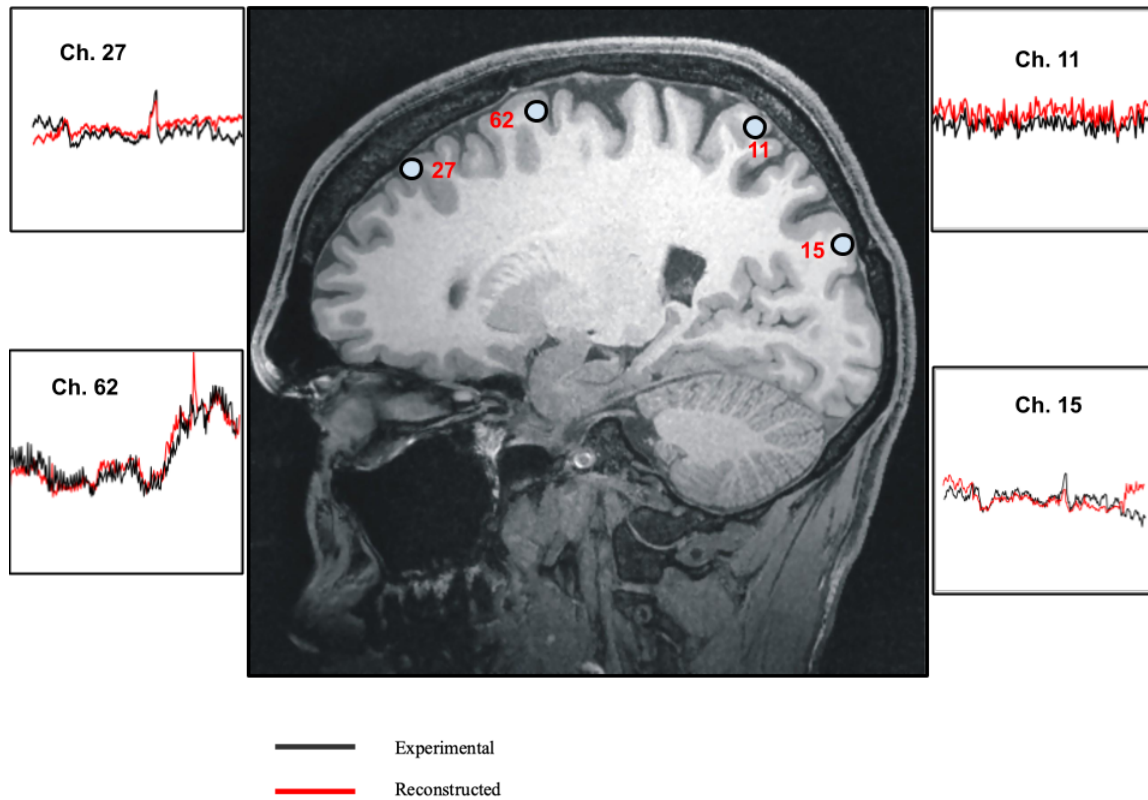 Ch. 27
Ch. 11
62
11
27
15
Ch. 62
Ch. 15
Experimental
Reconstructed